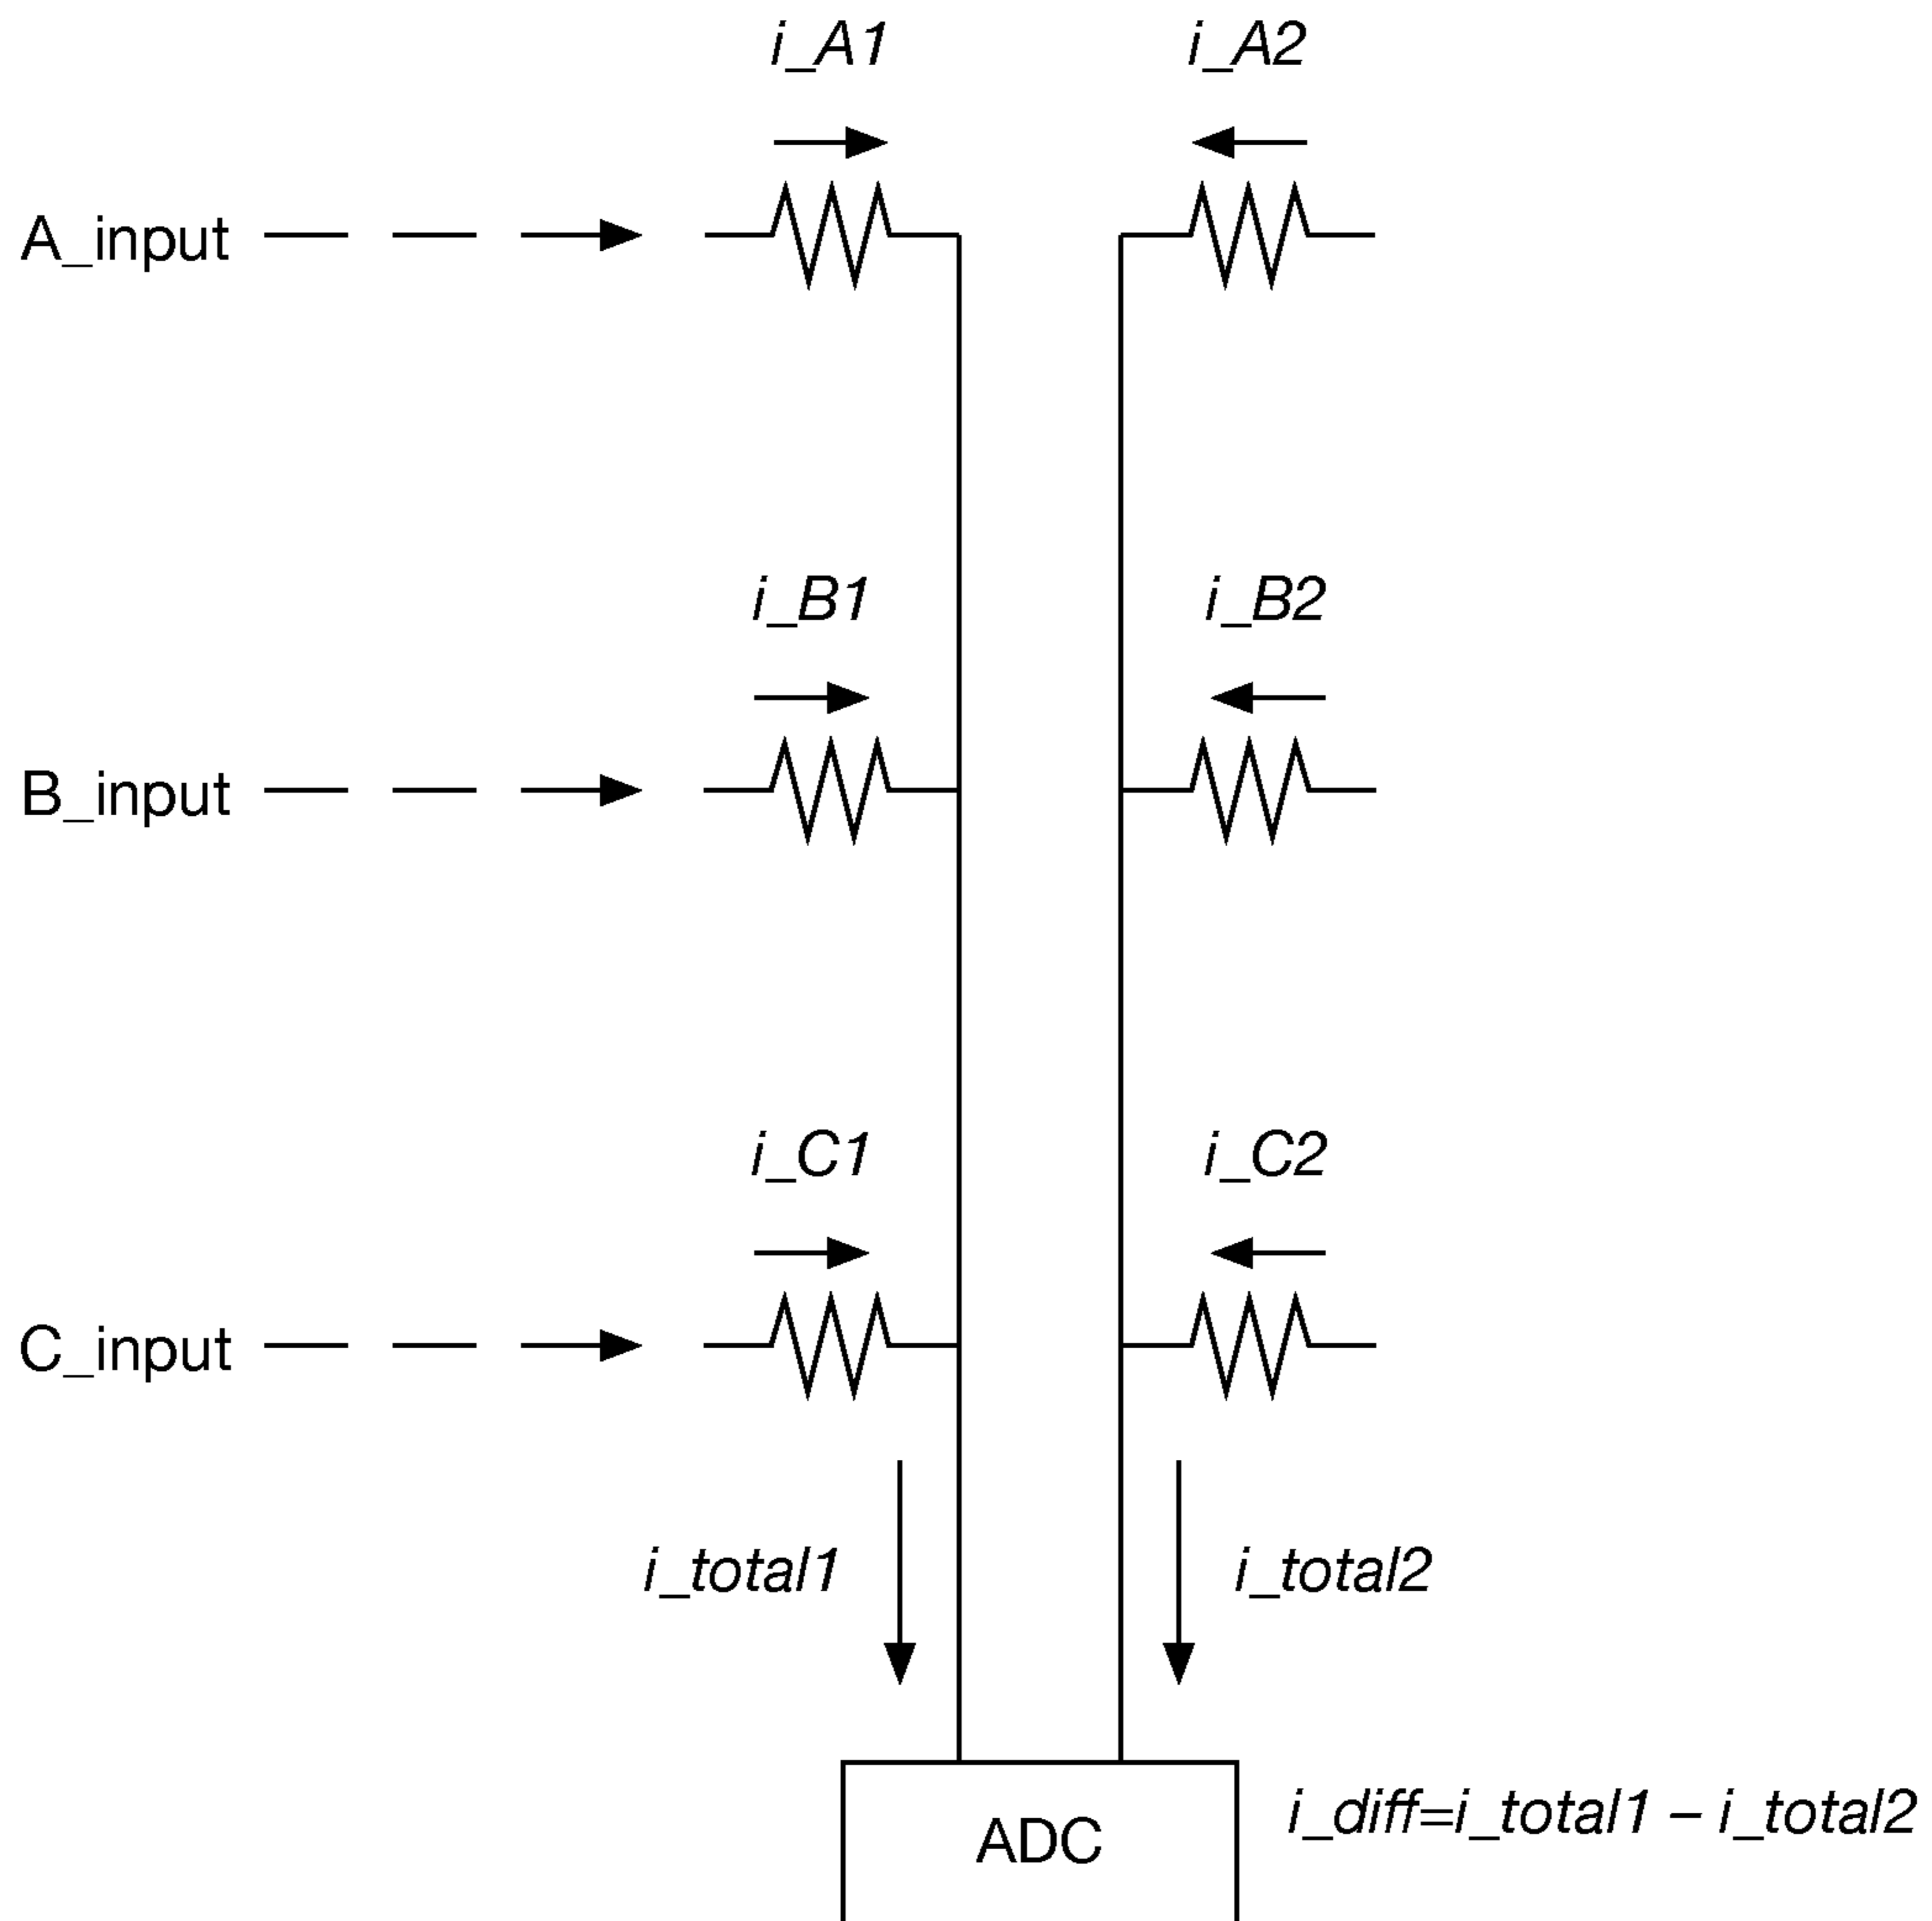 i_A1 i_A2
A_input
i_B1 i_B2
B_input
i_C1 i_C2
C_input
i_total1 i_total2
ADC
i_diff=i_total1 – i_total2